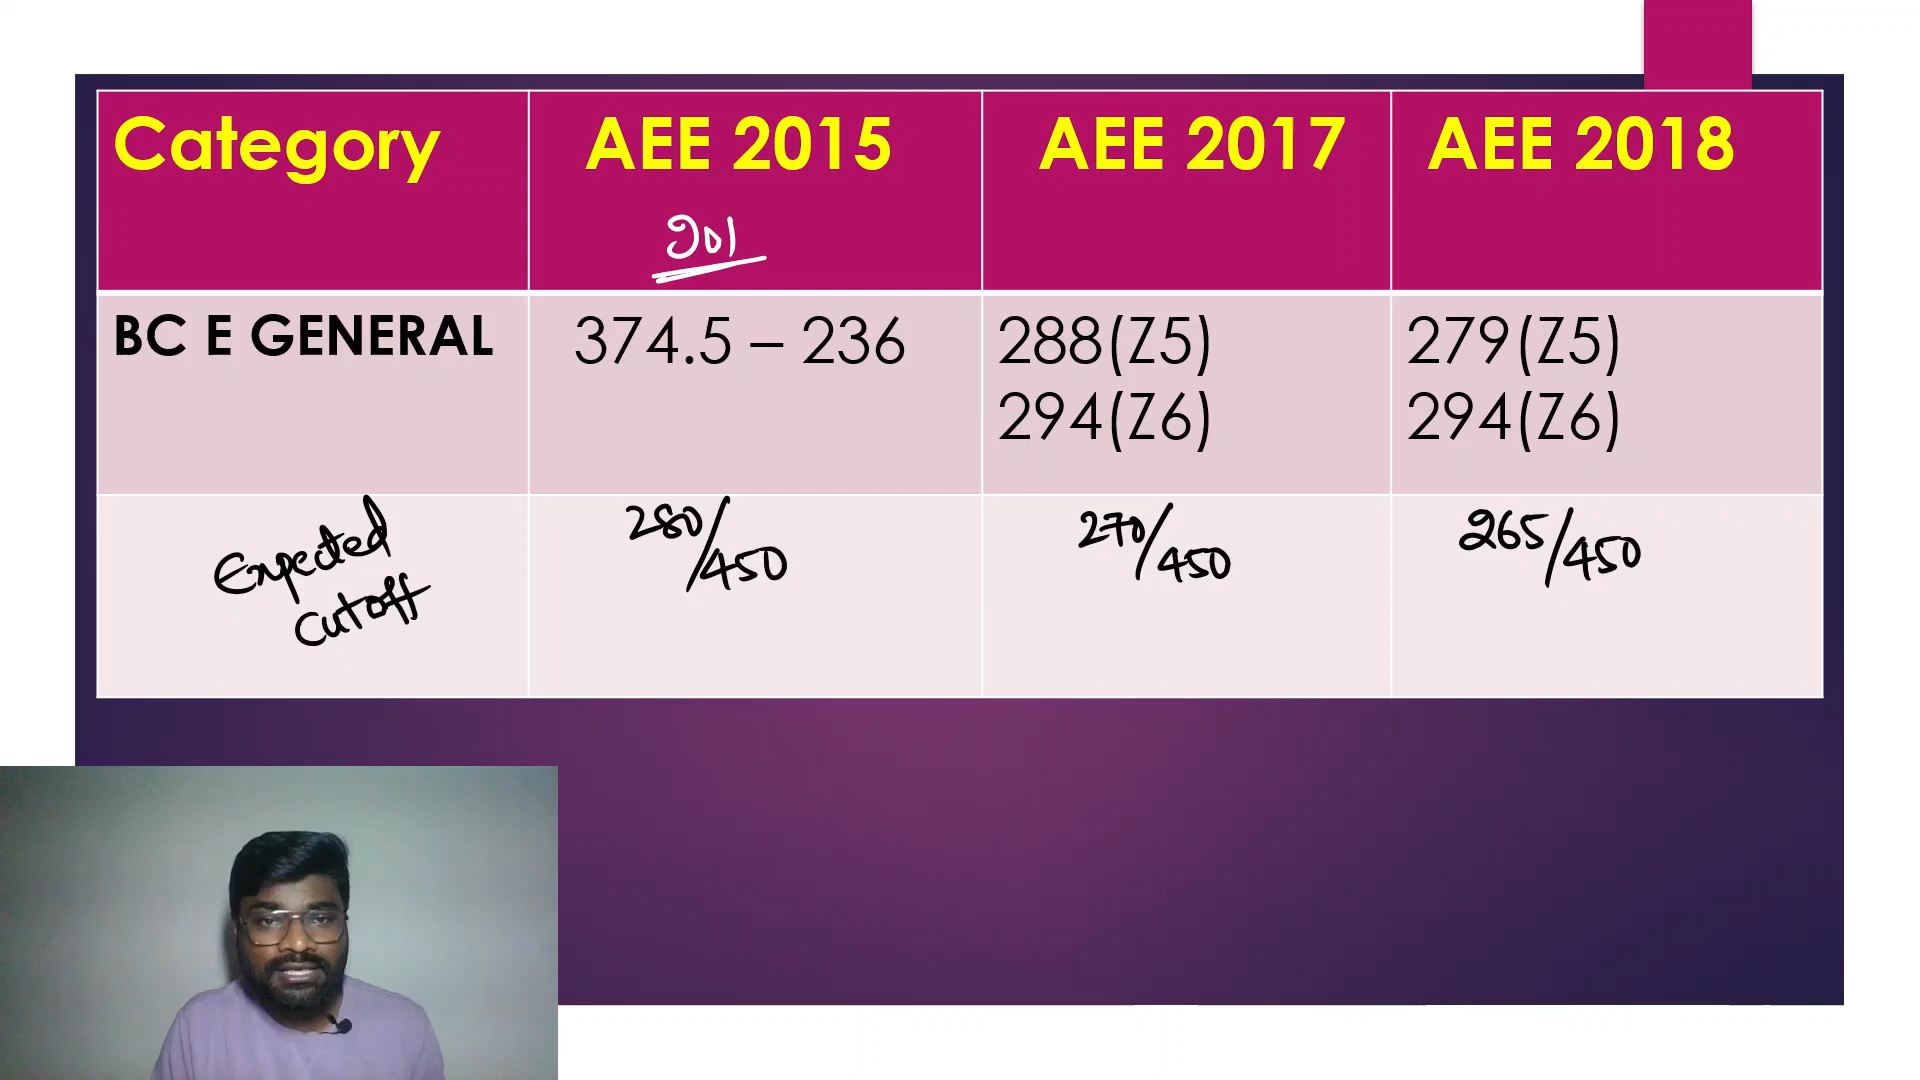 Category AEE 2015 AEE 2017 AEE 2018
901
BC E GENERAL 374.5 – 236 288(Z5) 279(Z5)
294(Z6) 294(Z6)
Expected 280/450 270/450 265/450
cutoff